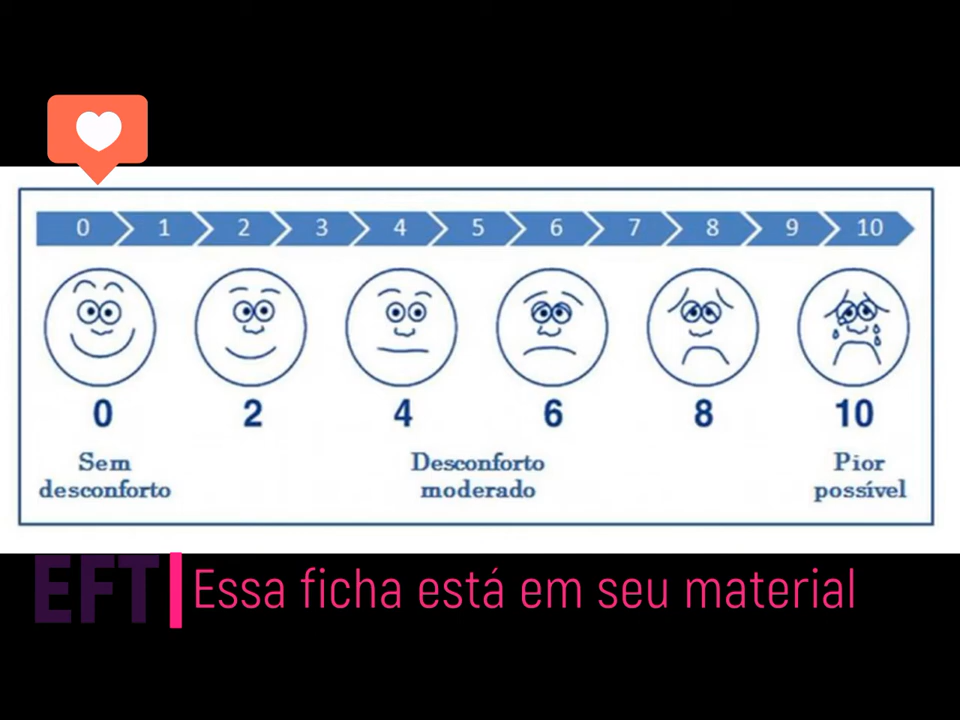 0 1 2 3 4 5 6 7 8 9 10
0 2 4 6 8 10
Sem desconforto
Desconforto moderado
Pior possível
EFT Essa ficha está em seu material